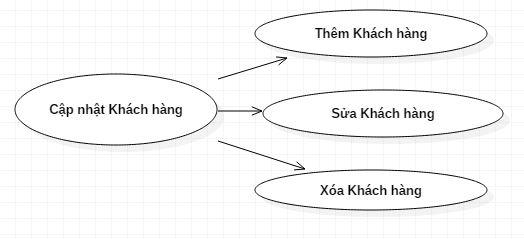 Thêm Khách hàng
Cập nhật Khách hàng
Sửa Khách hàng
Xóa Khách hàng